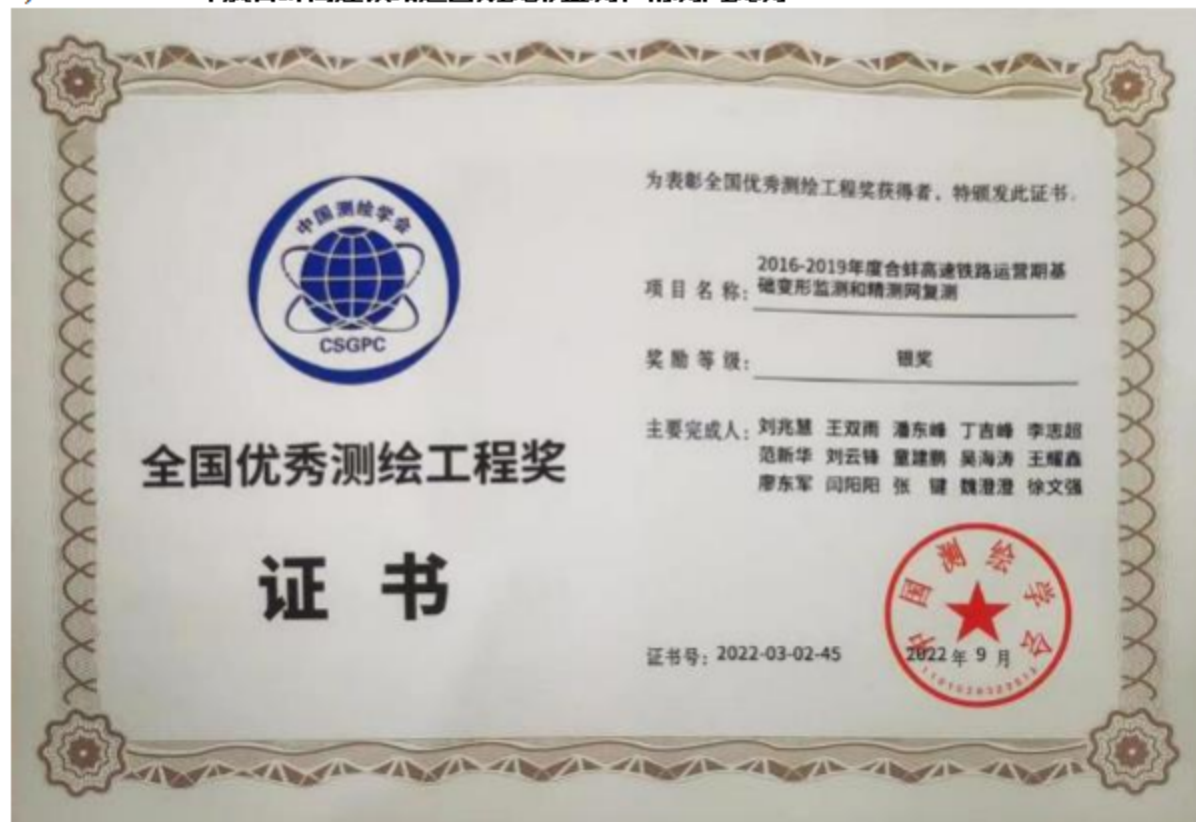 中国测绘学会
CSGPC
全国优秀测绘工程奖
证书
为表彰全国优秀测绘工程奖获得者，特颁发此证书。
项目名称：2016-2019年度合蚌高速铁路运营期基
础变形监测和精测网复测
奖励等级：银奖
主要完成人：刘兆慧 王双雨 潘东峰 丁吉峰 李志超
范新华 刘云锋 童建鹏 吴海涛 王耀鑫
廖东军 闫阳阳 张键 魏澄澄 徐文强
中国测绘学会
证书号：2022-03-02-45
2022年9月